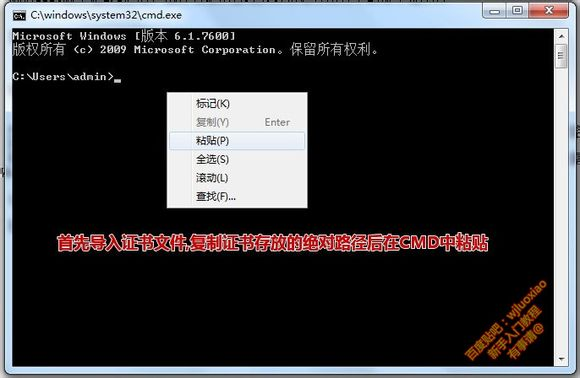 C:\windows\system32\cmd.exe
Microsoft Windows [版本 6.1.7600]
版权所有 (c) 2009 Microsoft Corporation。保留所有权利。
C:\Users\admin>
标记(K)
复制(Y) Enter
粘贴(P)
全选(S)
滚动(L)
查找(F)...
首先导入证书文件,复制证书存放的绝对路径后在CMD中粘贴
百度贴吧：wjluoxiao
新手入门教程
有事请@